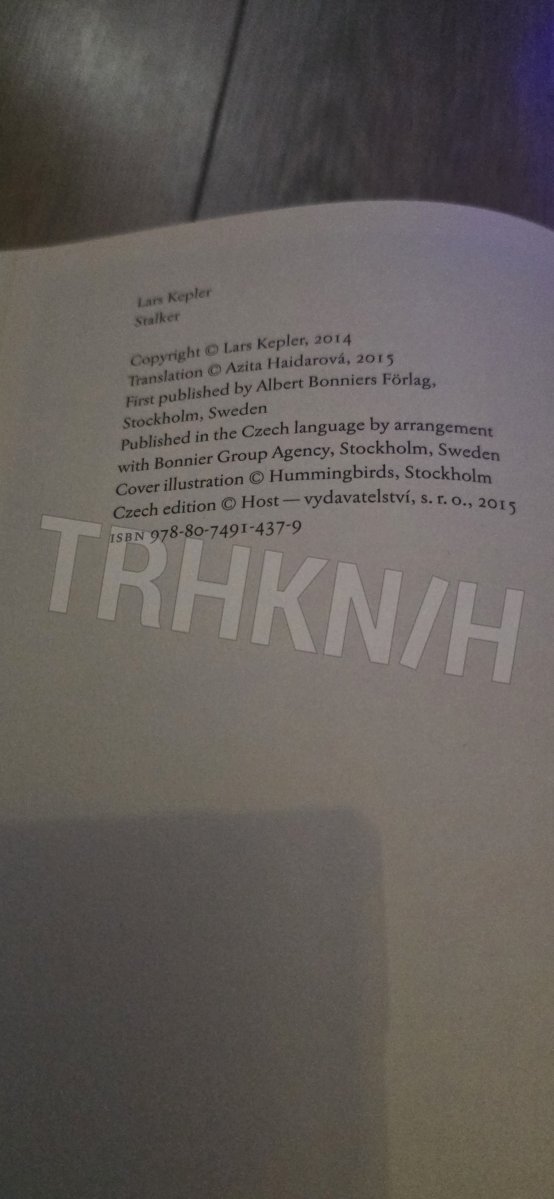 Lars Kepler
Stalker
Copyright © Lars Kepler, 2014
Translation © Azita Haidarová, 2015
First published by Albert Bonniers Förlag,
Stockholm, Sweden
Published in the Czech language by arrangement
with Bonnier Group Agency, Stockholm, Sweden
Cover illustration © Hummingbirds, Stockholm
Czech edition © Host — vydavatelství, s. r. o., 2015
ISBN 978-80-7491-437-9
TRHKN/H